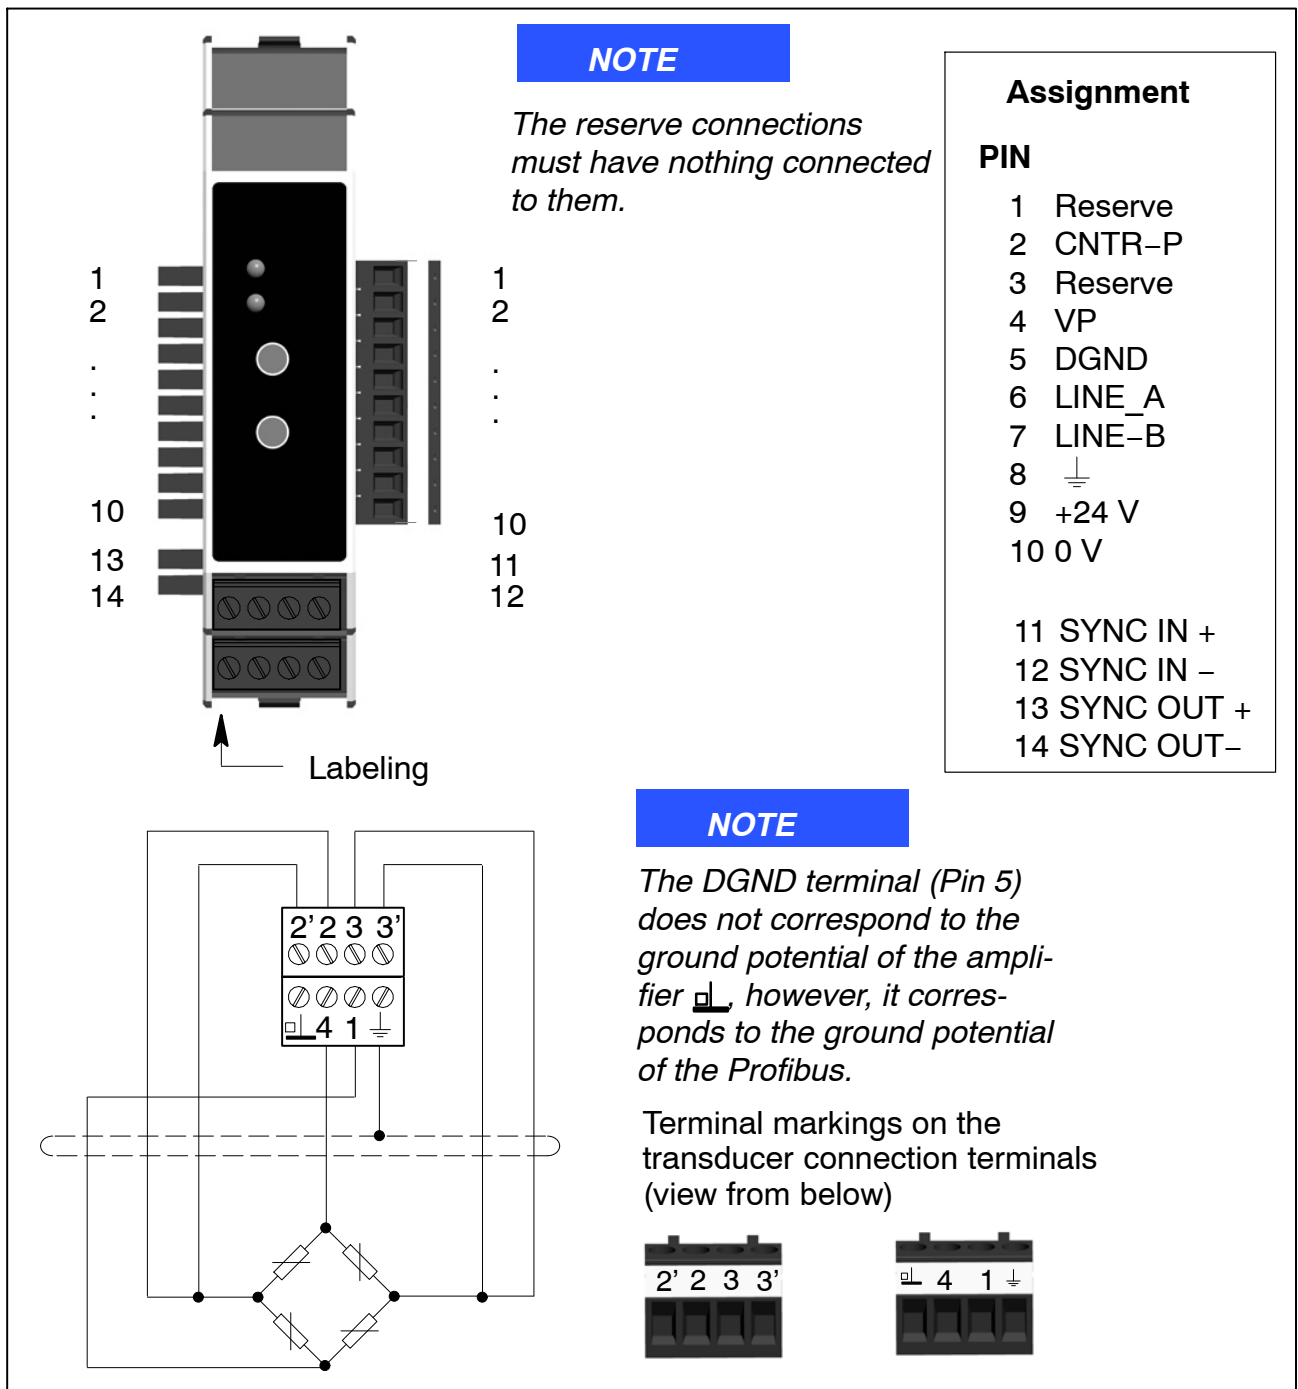 NOTE
The reserve connections
must have nothing connected
to them.
Assignment
PIN
1 Reserve
2 CNTR–P
3 Reserve
4 VP
5 DGND
6 LINE_A
7 LINE–B
8
9 +24 V
10 0 V
11 SYNC IN +
12 SYNC IN –
13 SYNC OUT +
14 SYNC OUT–
1
2
.
.
.
10
13
14
1
2
.
.
.
10
11
12
Labeling
NOTE
The DGND terminal (Pin 5)
does not correspond to the
ground potential of the ampli-
fier , however, it corres-
ponds to the ground potential
of the Profibus.
2' 2 3 3'
4 1
Terminal markings on the
transducer connection terminals
(view from below)
2' 2 3 3'
4 1